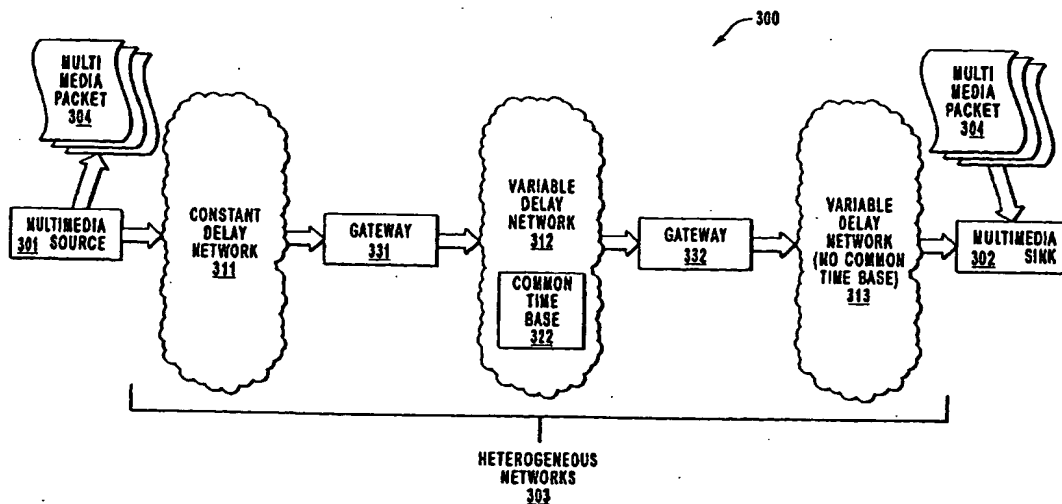 300
MULTI
MEDIA
PACKET
304
MULTIMEDIA
SOURCE
301
CONSTANT
DELAY
NETWORK
311
GATEWAY
331
VARIABLE
DELAY
NETWORK
312
COMMON
TIME
BASE
322
GATEWAY
332
VARIABLE
DELAY
NETWORK
(NO COMMON
TIME BASE)
313
MULTI
MEDIA
PACKET
304
MULTIMEDIA
302 SINK
HETEROGENEOUS
NETWORKS
303